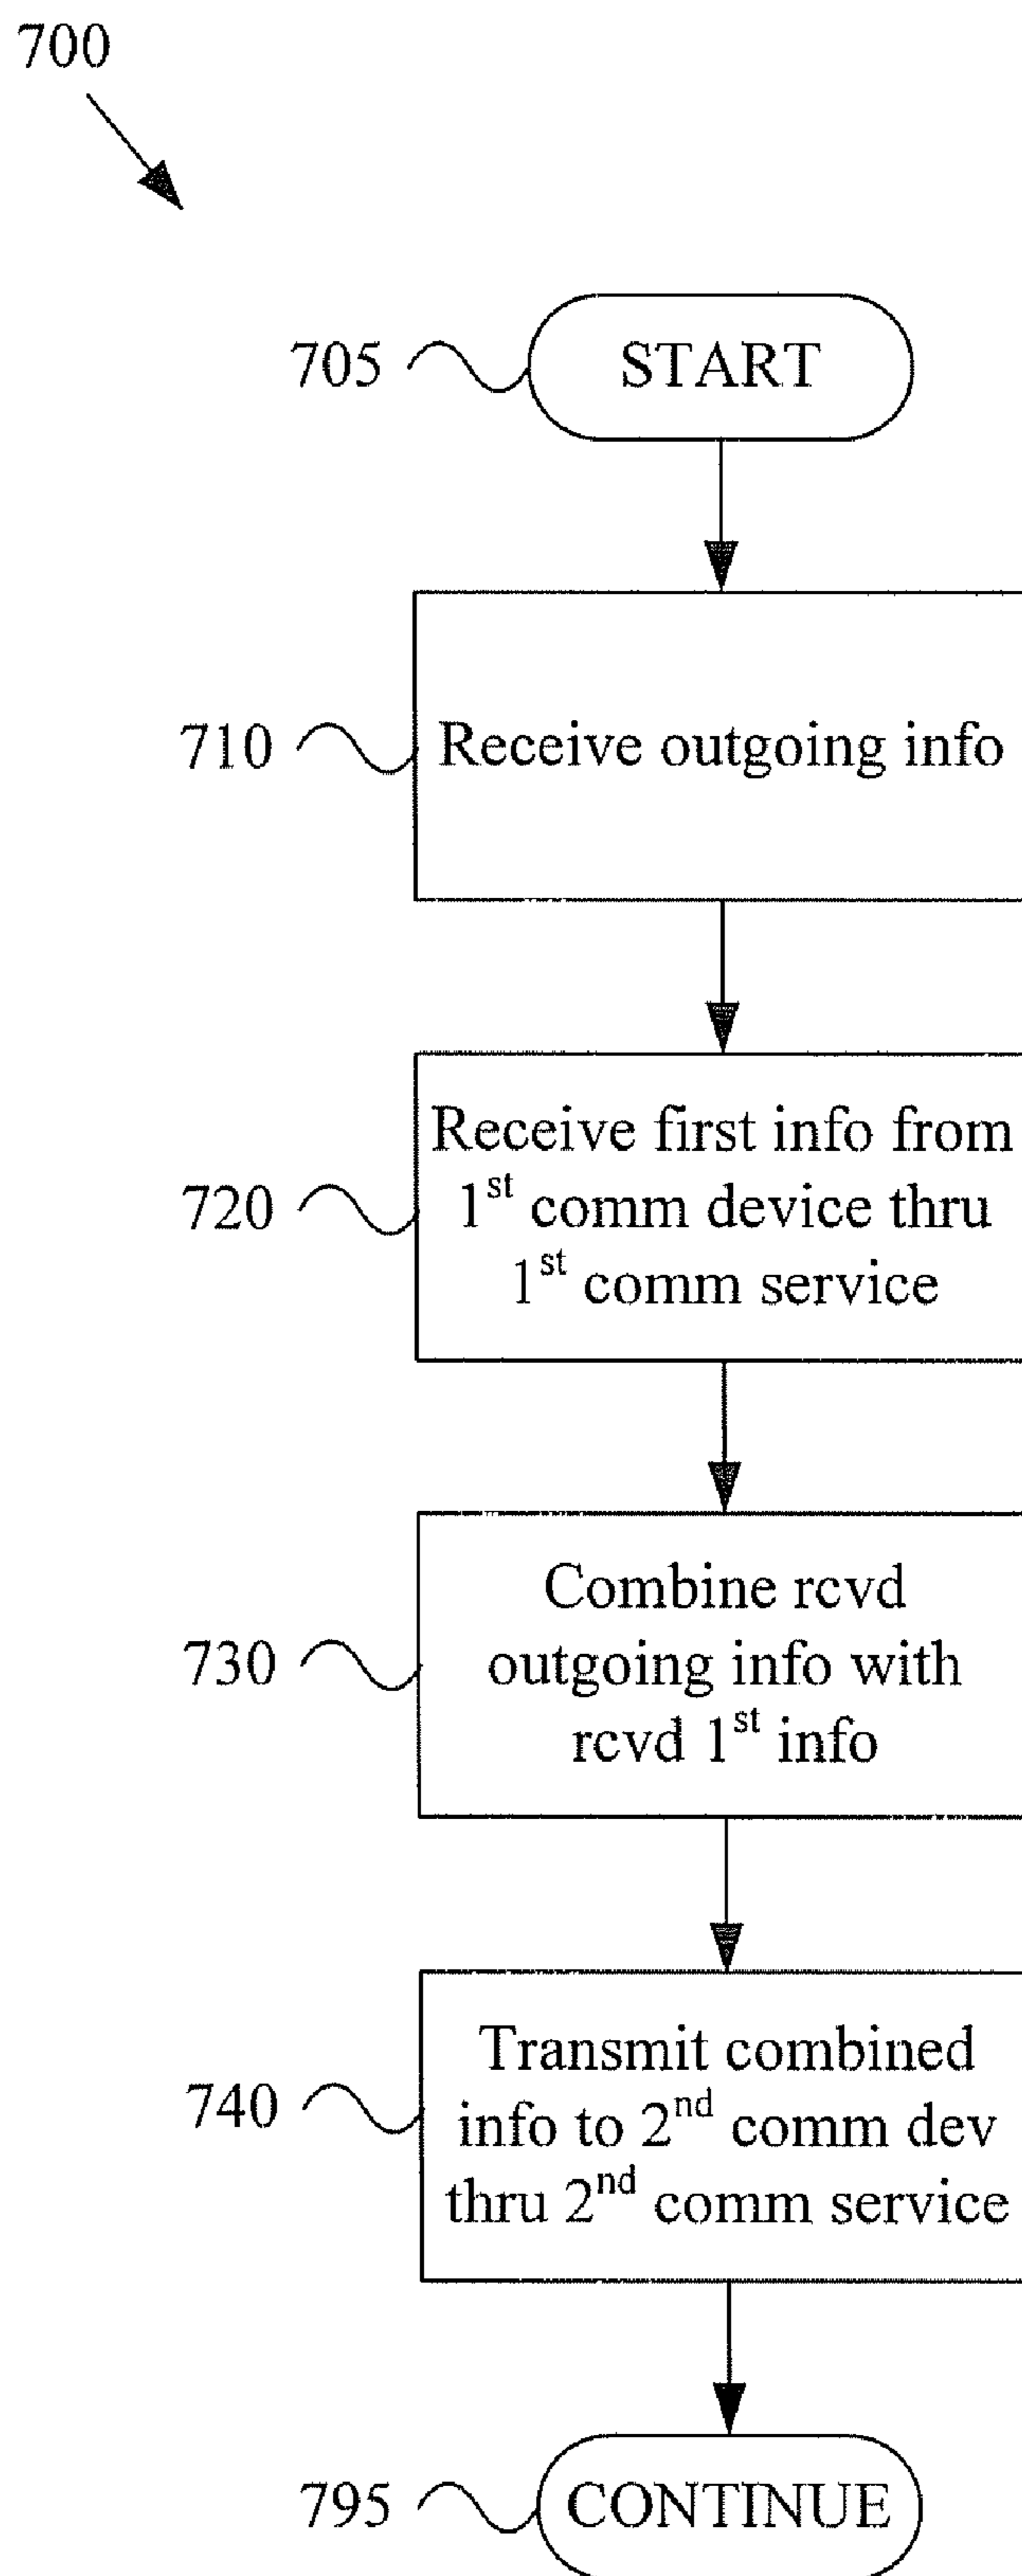 700
705
START
710
Receive outgoing info
720
Receive first info from
1st comm device thru
1st comm service
730
Combine rcvd
outgoing info with
rcvd 1st info
740
Transmit combined
info to 2nd comm dev
thru 2nd comm service
795
CONTINUE